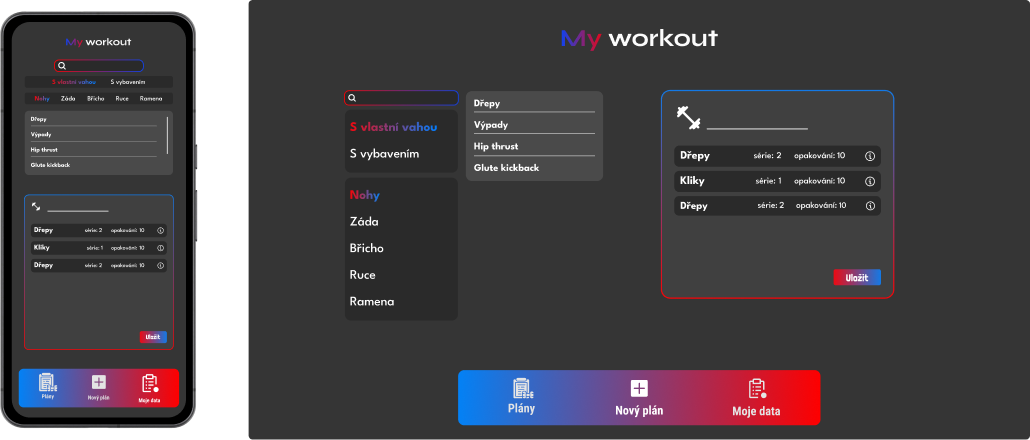 My workout
S vlastní vahou S vybavením
Nohy Záda Břicho Ruce Ramena
Dřepy
Výpady
Hip thrust
Glute kickback
Dřepy série: 2 opakování: 10
Kliky série: 1 opakování: 10
Dřepy série: 2 opakování: 10
Uložit
Plány Nový plán Moje data
My workout
S vlastní vahou
S vybavením
Nohy
Záda
Břicho
Ruce
Ramena
Dřepy
Výpady
Hip thrust
Glute kickback
Dřepy série: 2 opakování: 10
Kliky série: 1 opakování: 10
Dřepy série: 2 opakování: 10
Uložit
Plány Nový plán Moje data